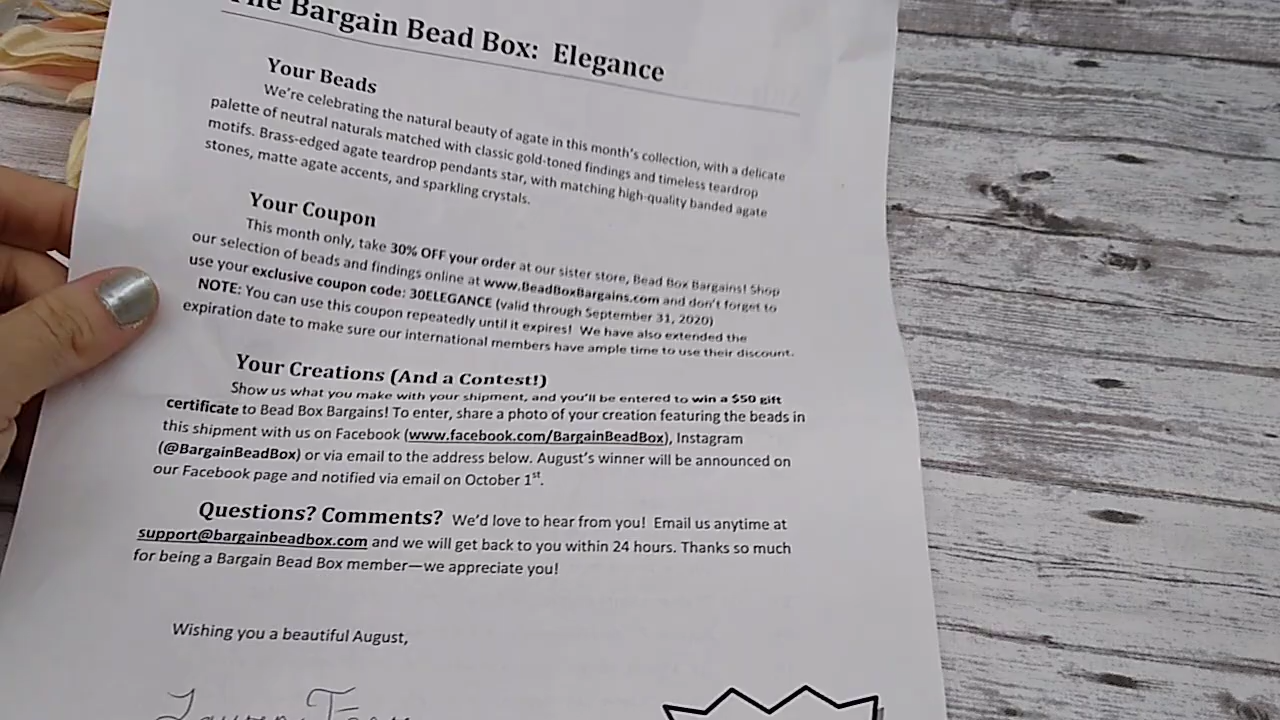 The Bargain Bead Box: Elegance
Your Beads
We're celebrating the natural beauty of agate in this month's collection, with a delicate
palette of neutral naturals matched with classic gold-toned findings and timeless teardrop
motifs. Brass-edged agate teardrop pendants star, with matching high-quality banded agate
stones, matte agate accents, and sparkling crystals.
Your Coupon
This month only, take 30% OFF your order at our sister store, Bead Box Bargains! Shop
our selection of beads and findings online at www.BeadBoxBargains.com and don't forget to
use your exclusive coupon code: 30ELEGANCE (valid through September 31, 2020)
NOTE: You can use this coupon repeatedly until it expires! We have also extended the
expiration date to make sure our international members have ample time to use their discount.
Your Creations (And a Contest!)
Show us what you make with your shipment, and you'll be entered to win a $50 gift
certificate to Bead Box Bargains! To enter, share a photo of your creation featuring the beads in
this shipment with us on Facebook (www.facebook.com/BargainBeadBox), Instagram
(@BargainBeadBox) or via email to the address below. August's winner will be announced on
our Facebook page and notified via email on October 1st.
Questions? Comments? We'd love to hear from you! Email us anytime at
support@bargainbeadbox.com and we will get back to you within 24 hours. Thanks so much
for being a Bargain Bead Box member—we appreciate you!
Wishing you a beautiful August,